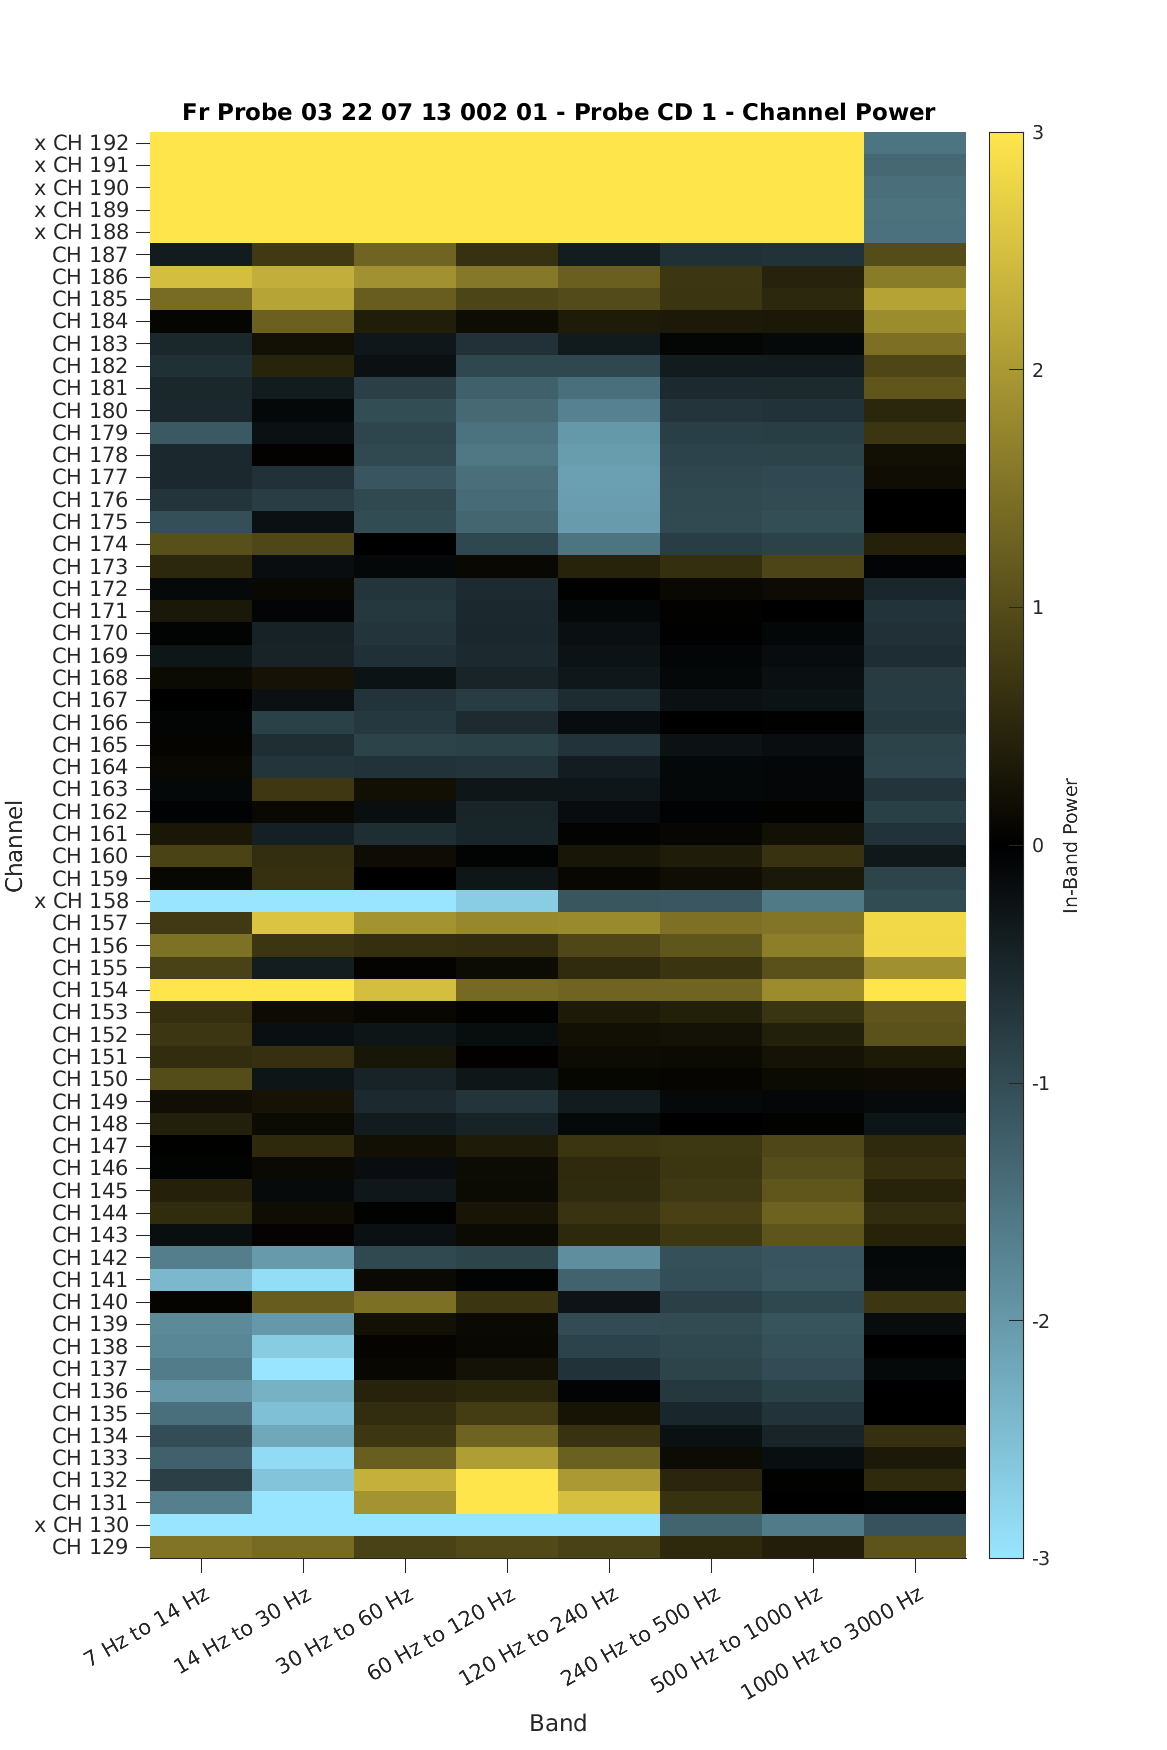 Fr Probe 03 22 07 13 002 01 - Probe CD 1 - Channel Power
x CH 192
x CH 191
x CH 190
x CH 189
x CH 188
CH 187
CH 186
CH 185
CH 184
CH 183
CH 182
CH 181
CH 180
CH 179
CH 178
CH 177
CH 176
CH 175
CH 174
CH 173
CH 172
CH 171
CH 170
CH 169
CH 168
CH 167
CH 166
CH 165
CH 164
CH 163
CH 162
CH 161
CH 160
CH 159
x CH 158
CH 157
CH 156
CH 155
CH 154
CH 153
CH 152
CH 151
CH 150
CH 149
CH 148
CH 147
CH 146
CH 145
CH 144
CH 143
CH 142
CH 141
CH 140
CH 139
CH 138
CH 137
CH 136
CH 135
CH 134
CH 133
CH 132
CH 131
x CH 130
CH 129
Channel
7 Hz to 14 Hz
14 Hz to 30 Hz
30 Hz to 60 Hz
60 Hz to 120 Hz
120 Hz to 240 Hz
240 Hz to 500 Hz
500 Hz to 1000 Hz
1000 Hz to 3000 Hz
Band
3
2
1
0
-1
-2
-3
In-Band Power